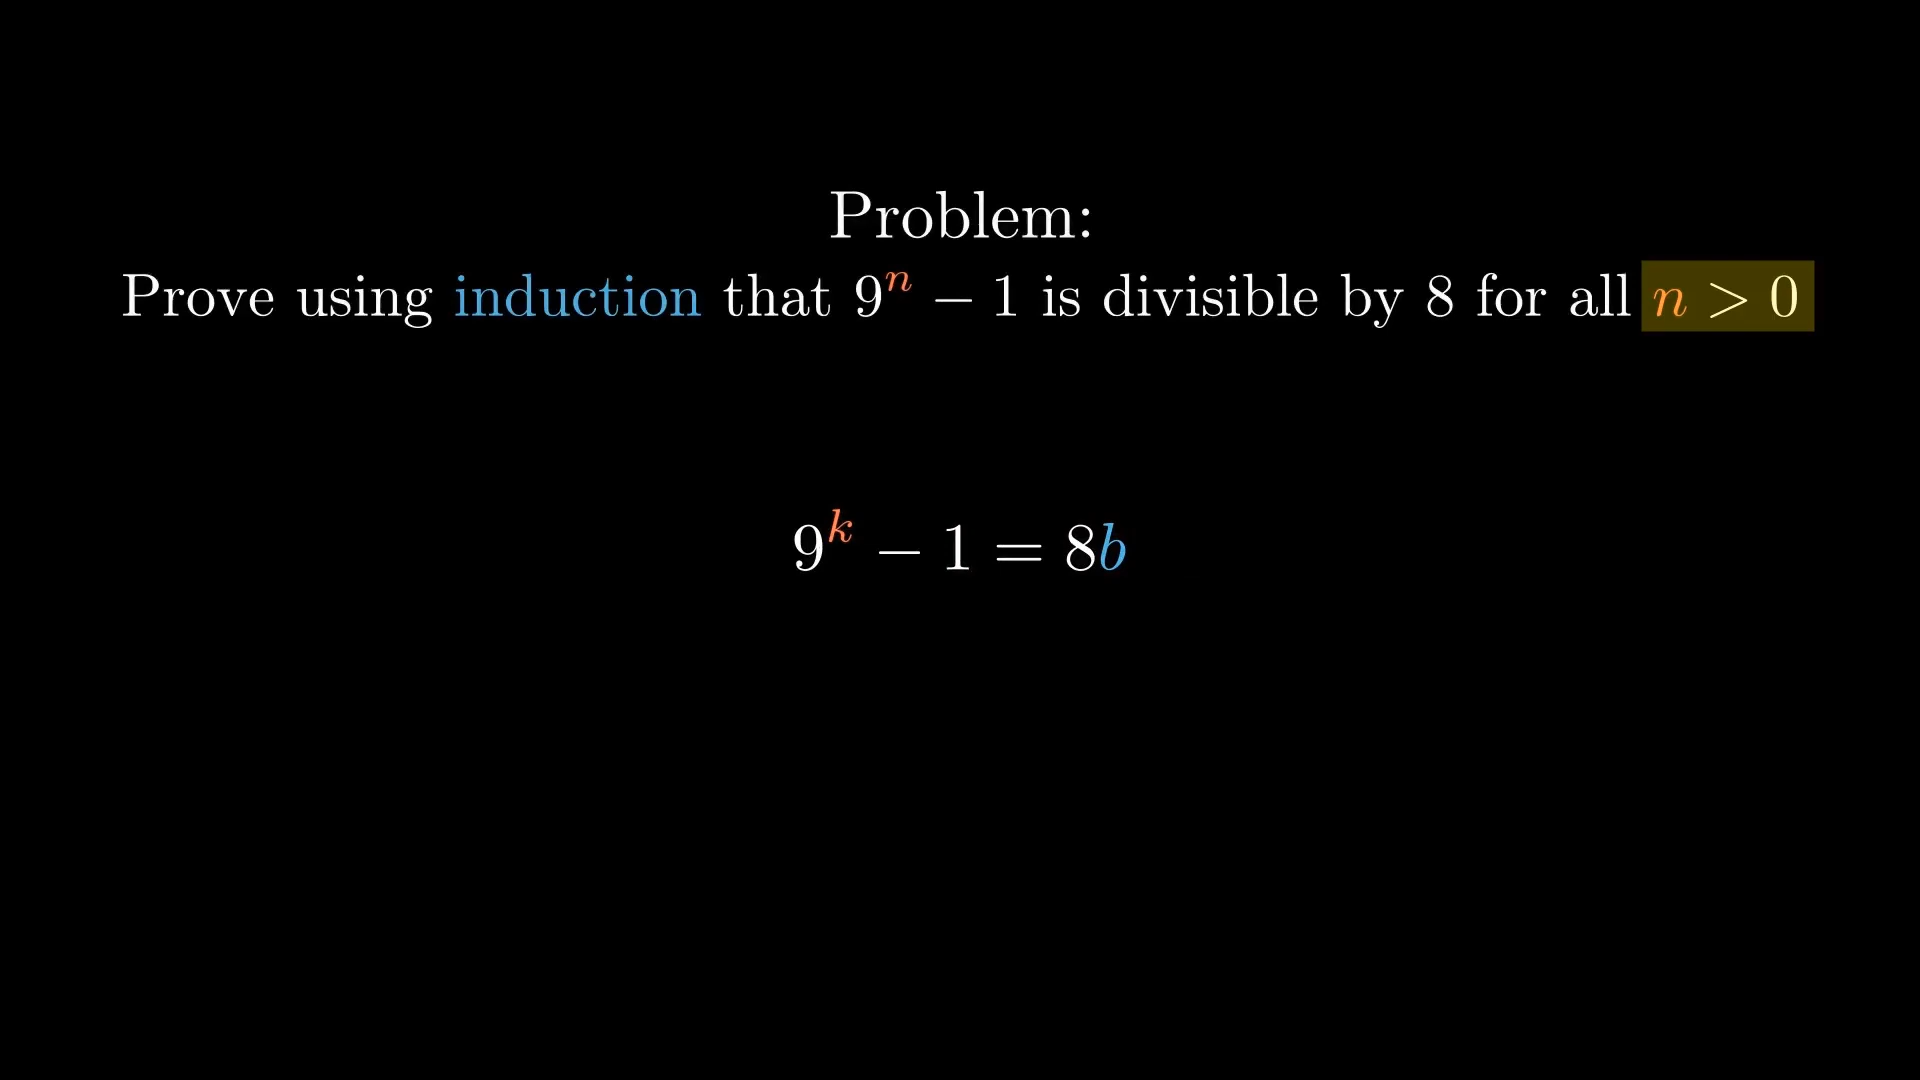 Problem:
Prove using induction that $9^n - 1$ is divisible by 8 for all $n > 0$
$9^k - 1 = 8b$